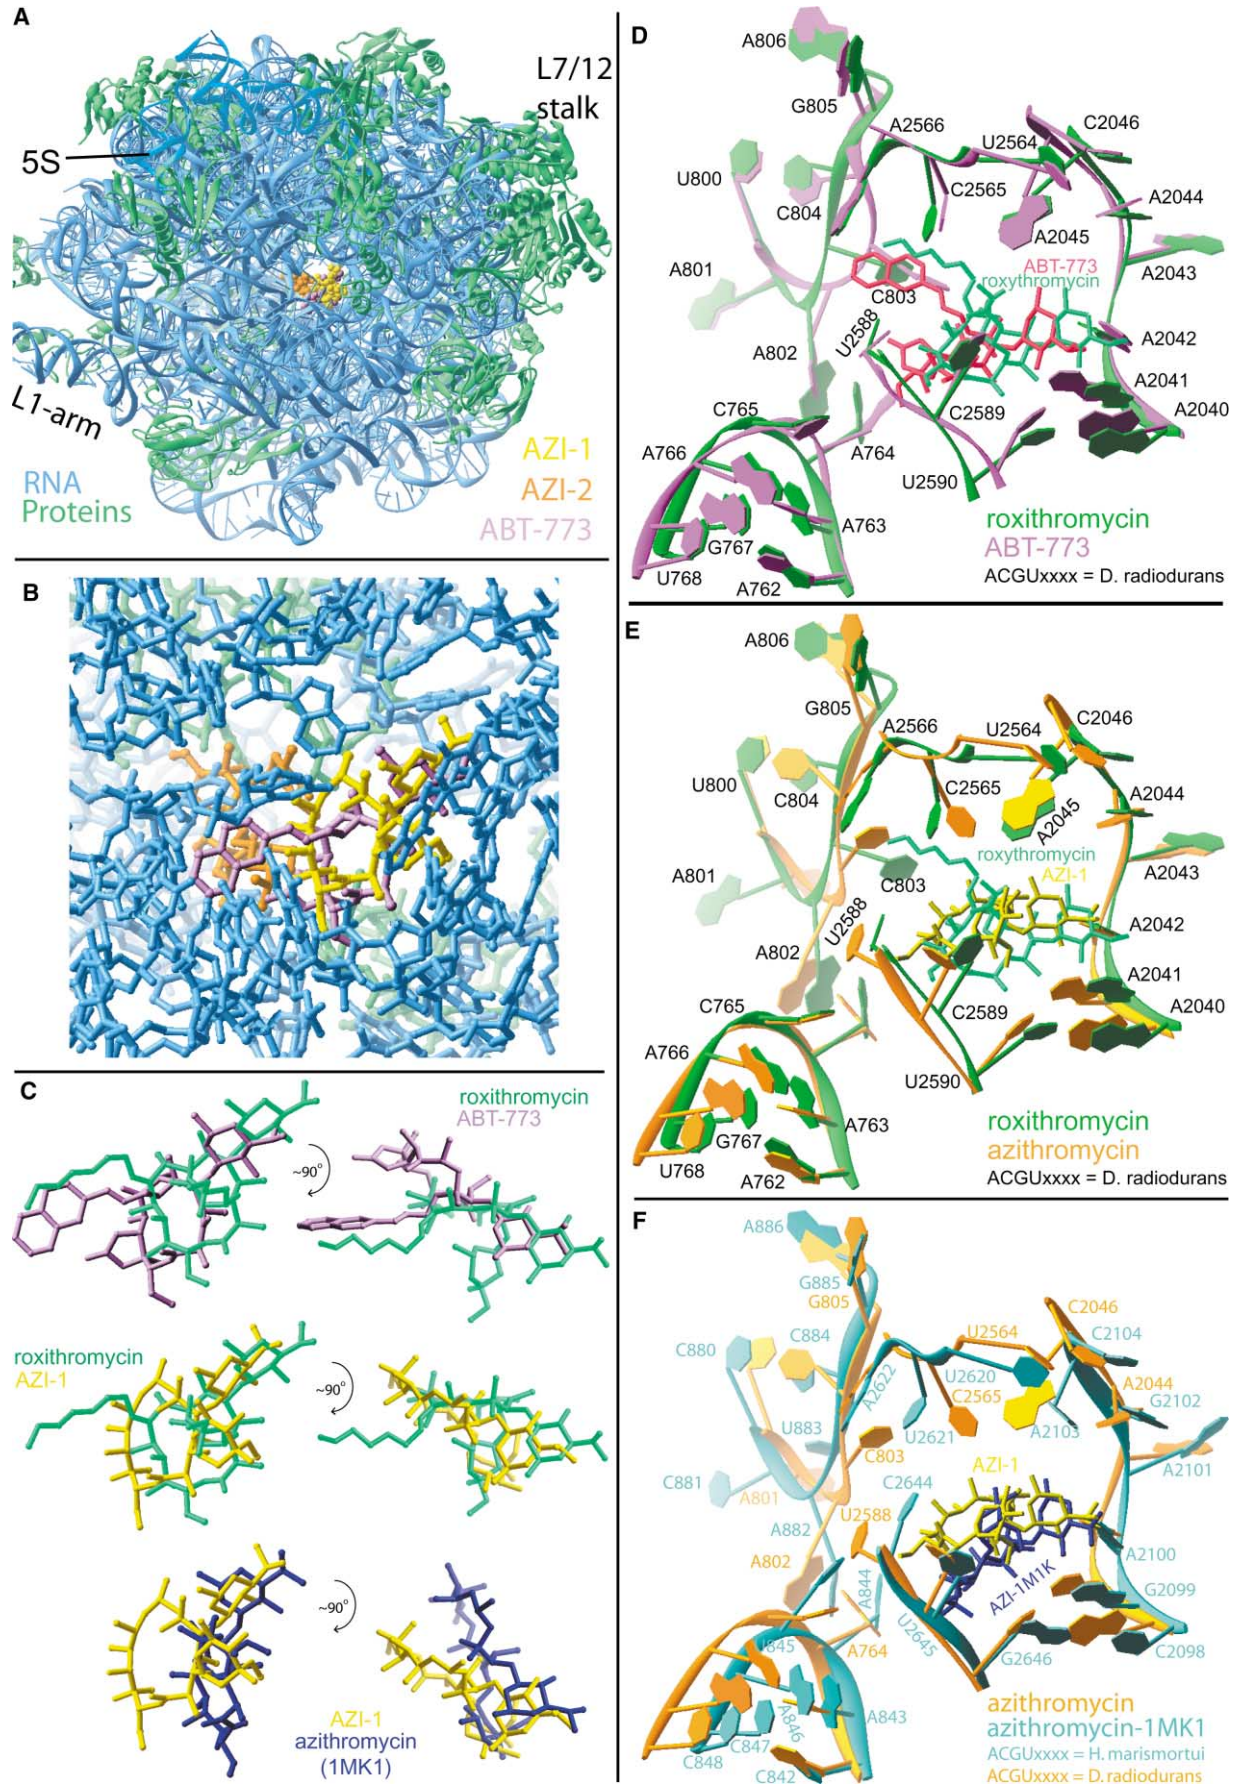 A
L7/12
stalk
5S
L1-arm
RNA
Proteins
AZI-1
AZI-2
ABT-773
B
C
roxithromycin
ABT-773
~90°
roxithromycin
AZI-1
~90°
~90°
AZI-1
azithromycin
(1MK1)
D
A806
G805
A2566
U2564
C2046
U800
C804
C2565
A2044
A2045
A801
C803
ABT-773
roxythromycin
A2043
U2588
A2042
A802
A2041
C765
C2589
A2040
A766
A764
U2590
G767
A763
U768
A762
roxithromycin
ABT-773
ACGUxxxx = D. radiodurans
E
A806
G805
A2566
U2564
C2046
U800
C804
C2565
A2044
A2045
roxythromycin
AZI-1
A801
C803
A2043
U2588
A2042
A802
A2041
C765
C2589
A2040
A766
U2590
G767
A763
U768
A762
roxithromycin
azithromycin
ACGUxxxx = D. radiodurans
F
A886
G885
G805
C2046
C2104
C880
C884
U2564
A2622
U2620
C2565
A2044
G2102
U883
U2621
A2103
C803
A2101
C881
A801
C2644
AZI-1
U2588
A882
A802
A2100
A844
AZI-1M1K
G2099
U2645
U845
A764
G2646
C2098
A846
A843
C847
C848
C842
azithromycin
azithromycin-1MK1
ACGUxxxx = H. marismortui
ACGUxxxx = D. radiodurans